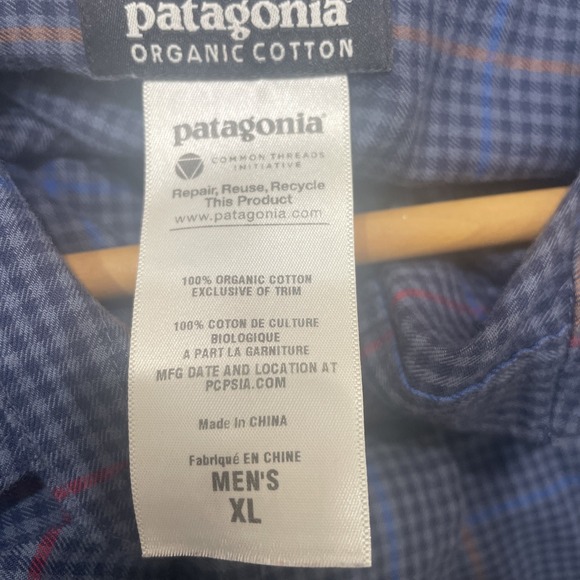 patagonia
ORGANIC COTTON
patagonia®
COMMON THREADS
INITIATIVE
Repair, Reuse, Recycle
This Product
www.patagonia.com
100% ORGANIC COTTON
EXCLUSIVE OF TRIM
100% COTON DE CULTURE
BIOLOGIQUE
A PART LA GARNITURE
MFG DATE AND LOCATION AT
PCPSIA.COM
Made in CHINA
Fabriqué EN CHINE
MEN'S
XL